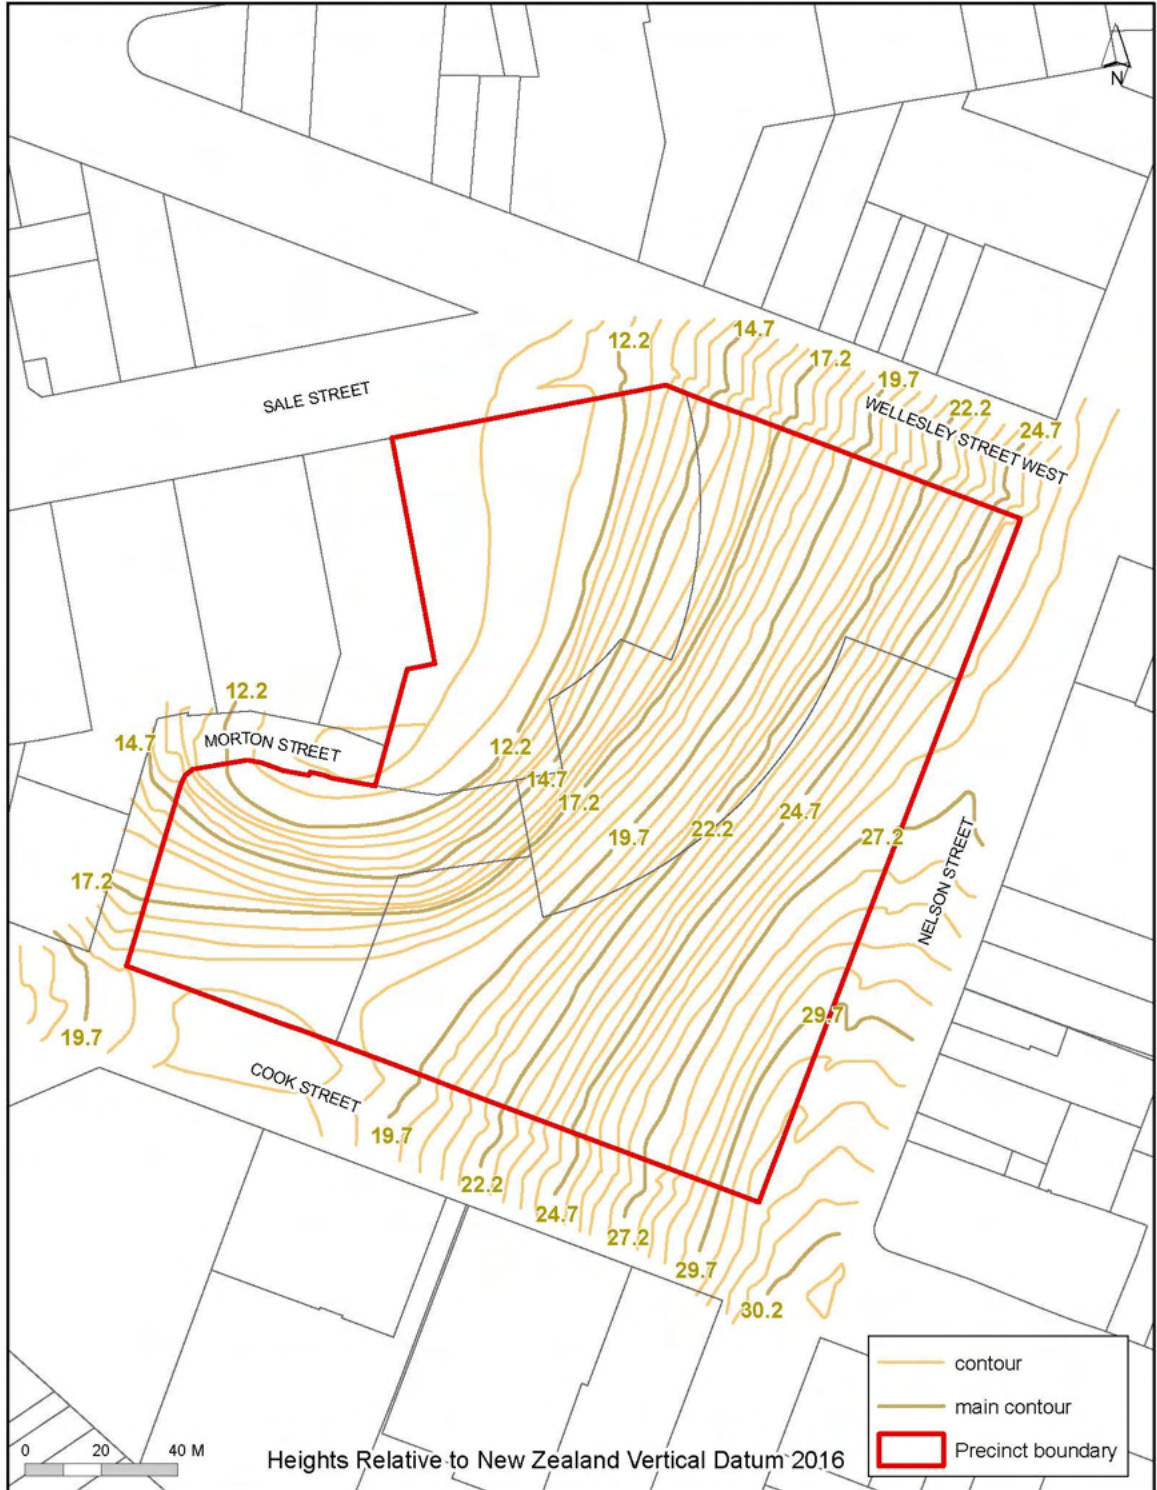 N
12.2
14.7
17.2
19.7
SALE STREET
WELLESLEY STREET WEST
22.2
24.7
12.2
14.7
MORTON STREET
12.2
14.7
17.2
19.7
22.2
24.7
27.2
NELSON STREET
17.2
29.7
19.7
COOK STREET
19.7
22.2
24.7
27.2
29.7
30.2
contour
main contour
Precinct boundary
0 20 40 M
Heights Relative to New Zealand Vertical Datum 2016